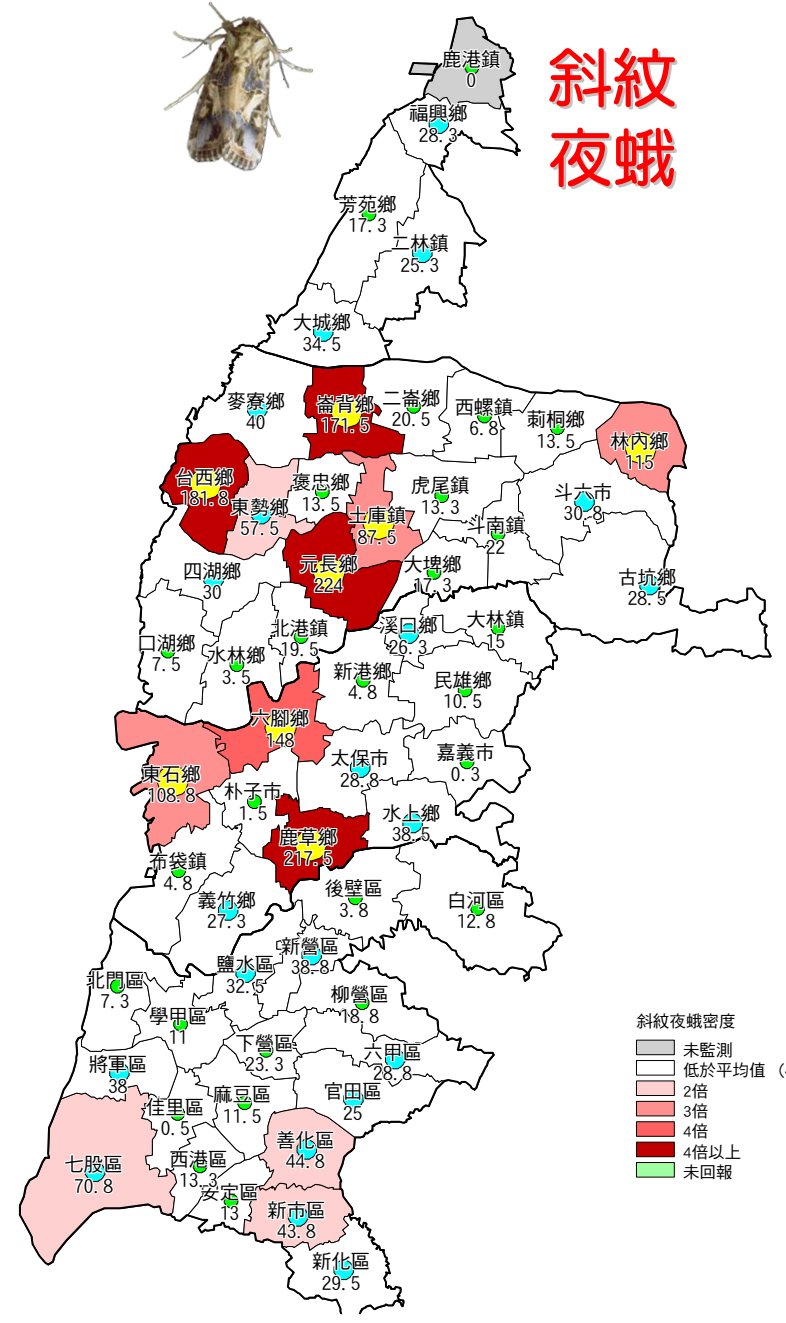 斜紋
夜蛾
鹿港鎮
0
福興鄉
28.3
芳苑鄉
17.3
二林鎮
25.3
大城鄉
34.5
麥寮鄉
40
崙背鄉
171.5
二崙鄉
20.5
西螺鎮
6.8
莿桐鄉
13.5
林內鄉
115
台西鄉
181.8
東勢鄉
57.5
褒忠鄉
13.5
土庫鎮
87.5
虎尾鎮
13.3
斗南鎮
22
斗六市
30.8
四湖鄉
30
元長鄉
224
大埤鄉
17.3
古坑鄉
28.5
口湖鄉
7.5
水林鄉
3.5
北港鎮
19.5
溪口鄉
26.3
大林鎮
15
新港鄉
4.8
民雄鄉
10.5
六腳鄉
148
太保市
28.8
嘉義市
0.3
東石鄉
108.8
朴子市
1.5
鹿草鄉
217.5
水上鄉
38.5
布袋鎮
4.8
義竹鄉
27.3
後壁區
3.8
白河區
12.8
北門區
7.3
鹽水區
32.5
新營區
38.8
柳營區
18.8
學甲區
11
下營區
23.3
六甲區
28.8
將軍區
38
佳里區
0.5
麻豆區
11.5
官田區
25
七股區
70.8
西港區
13.3
善化區
44.8
安定區
13
新市區
43.8
新化區
29.5
斜紋夜蛾密度
未監測
低於平均值（
2倍
3倍
4倍
4倍以上
未回報